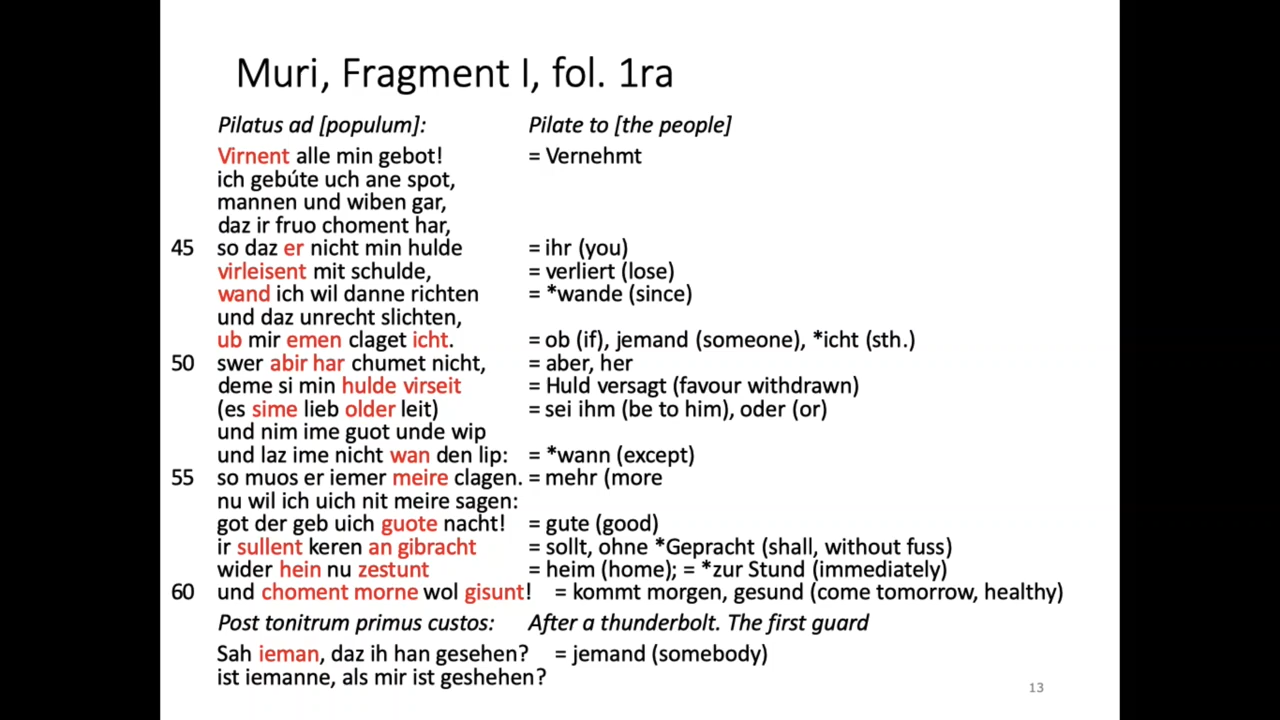 Muri, Fragment I, fol. 1ra
Pilatus ad [populum]: Pilate to [the people]
Virnent alle min gebot! = Vernehmt
ich gebúte uch ane spot,
mannen und wiben gar,
daz ir fruo choment har,
45 so daz er nicht min hulde = ihr (you)
virleisent mit schulde, = verliert (lose)
wand ich wil danne richten = *wande (since)
und daz unrecht slichten,
ub mir emen claget icht. = ob (if), jemand (someone), *icht (sth.)
50 swer abir har chumet nicht, = aber, her
deme si min hulde virseit = Huld versagt (favour withdrawn)
(es sime lieb older leit) = sei ihm (be to him), oder (or)
und nim ime guot unde wip
und laz ime nicht wan den lip: = *wann (except)
55 so muos er iemer meire clagen. = mehr (more
nu wil ich uich nit meire sagen:
got der geb uich guote nacht! = gute (good)
ir sullent keren an gibracht = sollt, ohne *Gepracht (shall, without fuss)
wider hein nu zestunt = heim (home); = *zur Stund (immediately)
60 und choment morne wol gisunt! = kommt morgen, gesund (come tomorrow, healthy)
Post tonitrum primus custos: After a thunderbolt. The first guard
Sah ieman, daz ih han gesehen? = jemand (somebody)
ist iemanne, als mir ist geshehen?
13